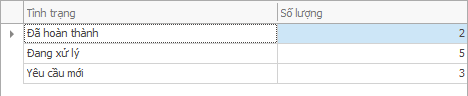 Tình trạng Số lượng
Đã hoàn thành 2
Đang xử lý 5
Yêu cầu mới 3